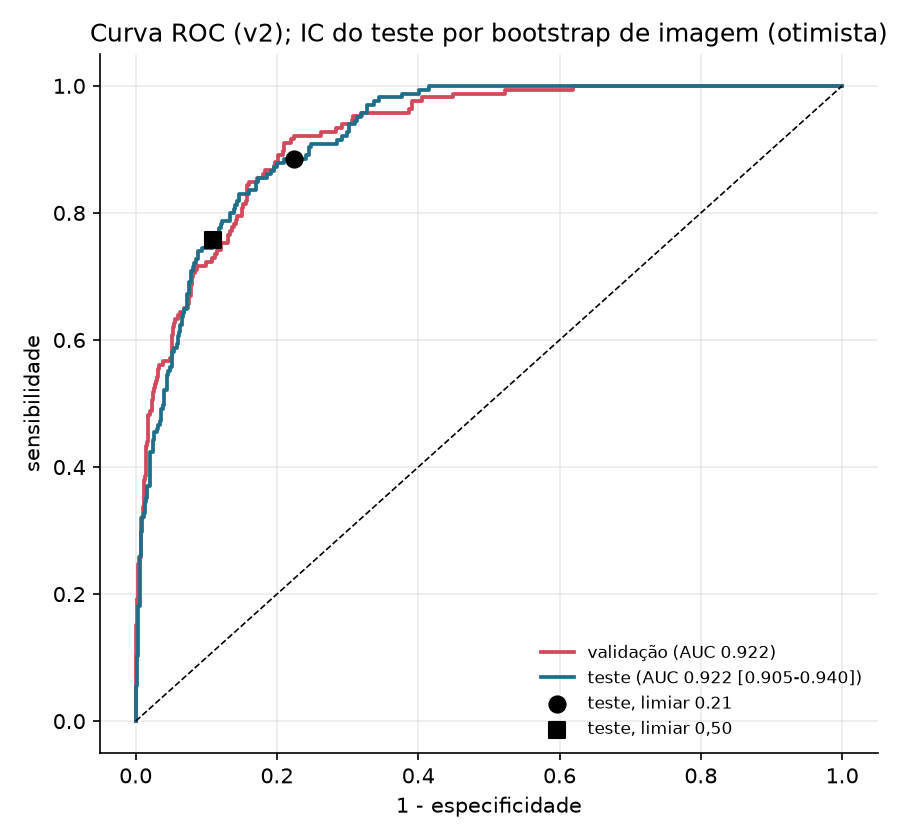 Curva ROC (v2); IC do teste por bootstrap de imagem (otimista)
1.0
0.8
0.6
0.4
0.2
0.0
sensibilidade
validação (AUC 0.922)
teste (AUC 0.922 [0.905-0.940])
teste, limiar 0.21
teste, limiar 0,50
0.0 0.2 0.4 0.6 0.8 1.0
1 - especificidade